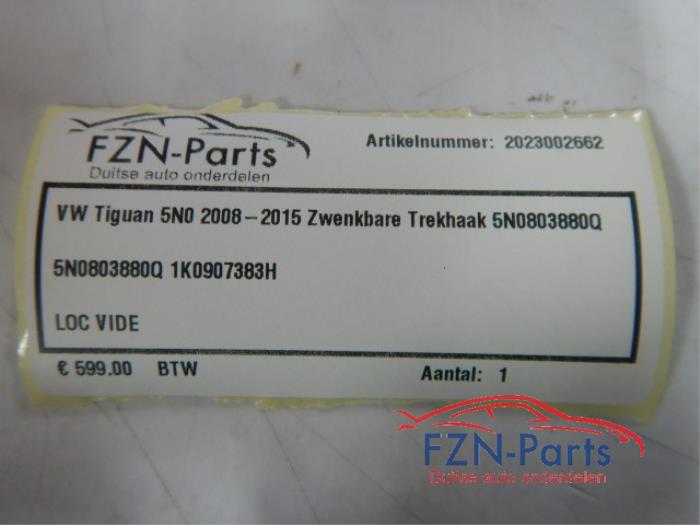 FZN-Parts
Duitse auto onderdelen
Artikelnummer: 2023002662
VW Tiguan 5N0 2008-2015 Zwenkbare Trekhaak 5N0803880Q
5N0803880Q 1K0907383H
LOC VIDE
€ 599.00 BTW
Aantal: 1
FZN-Parts
Duitse auto onderdelen